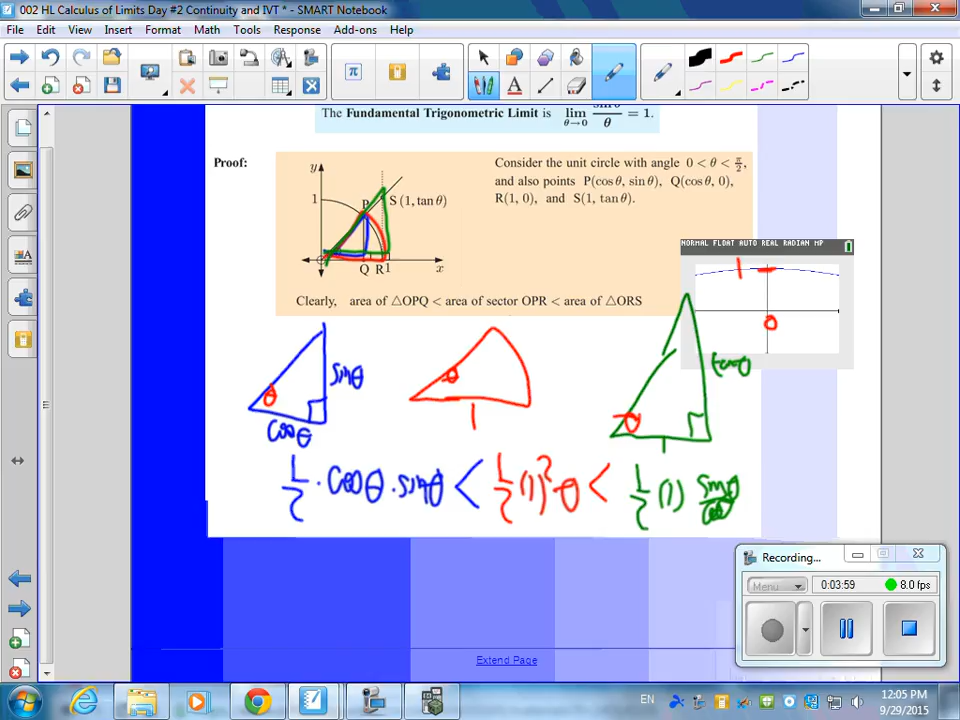 002 HL Calculus of Limits Day #2 Continuity and IVT * - SMART Notebook
File Edit View Insert Format Math Tools Response Add-ons Help
The Fundamental Trigonometric Limit is lim θ→0 sin θ/θ = 1.
Proof:
Consider the unit circle with angle 0 < θ < π/2,
and also points P(cos θ, sin θ), Q(cos θ, 0),
R(1, 0), and S(1, tan θ).
y
1
P
S (1, tan θ)
Q R 1 x
NORMAL FLOAT AUTO REAL RADIAN MP
1
0
Clearly, area of △OPQ < area of sector OPR < area of △ORS
θ sinθ
cosθ
θ
1
θ tanθ
1
1/2 · cosθ · sinθ < 1/2 (1)² · θ < 1/2 (1) sinθ/cosθ
Recording...
Menu 0:03:59 8.0 fps
Extend Page
EN
12:05 PM
9/29/2015